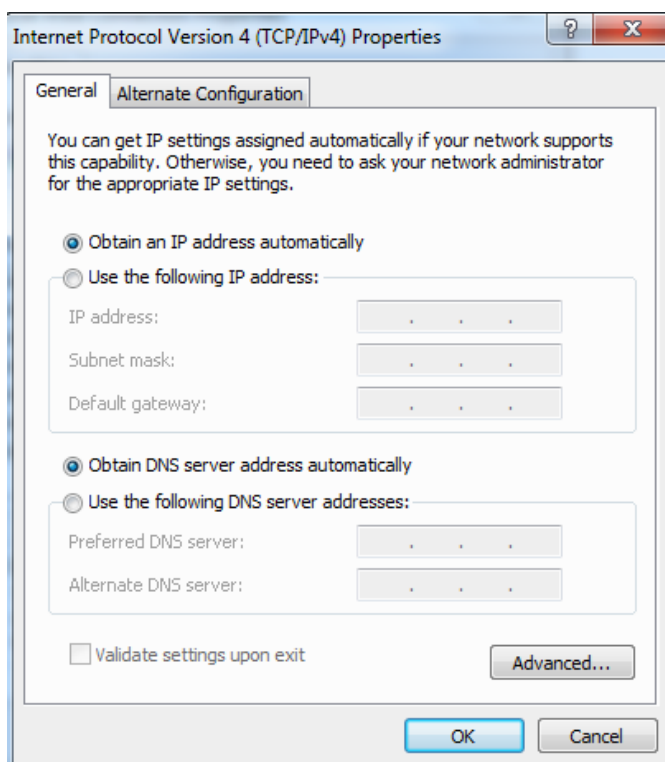 Internet Protocol Version 4 (TCP/IPv4) Properties
?
X
General
Alternate Configuration
You can get IP settings assigned automatically if your network supports
this capability. Otherwise, you need to ask your network administrator
for the appropriate IP settings.
Obtain an IP address automatically
Use the following IP address:
IP address: . . .
Subnet mask: . . .
Default gateway: . . .
Obtain DNS server address automatically
Use the following DNS server addresses:
Preferred DNS server: . . .
Alternate DNS server: . . .
Validate settings upon exit
Advanced...
OK
Cancel